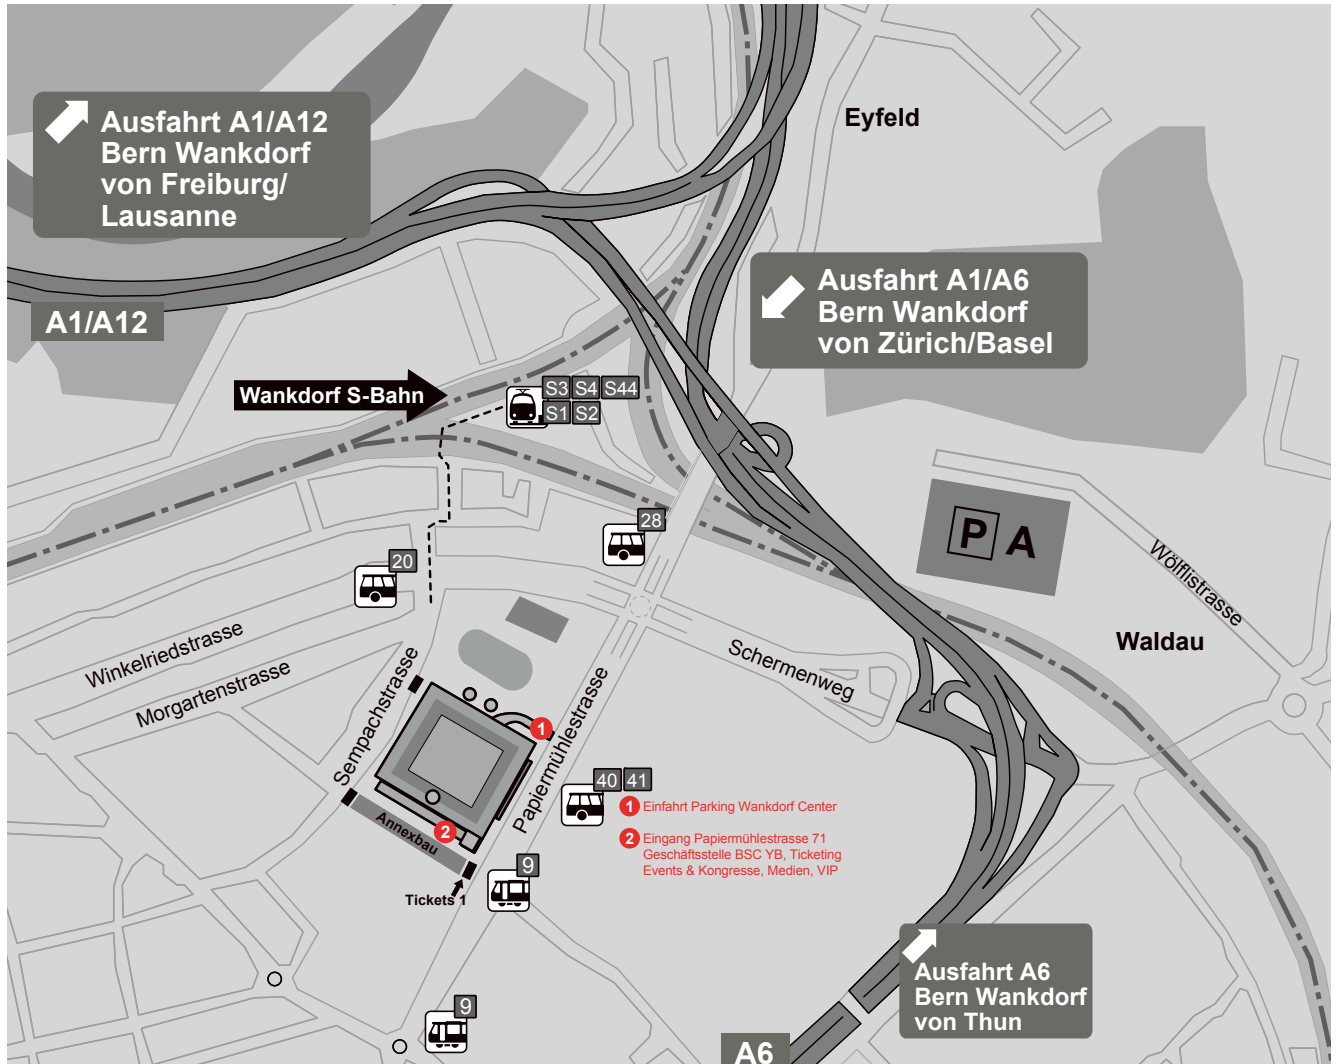 Eyfeld
Ausfahrt A1/A12
Bern Wankdorf
von Freiburg/
Lausanne
A1/A12
Ausfahrt A1/A6
Bern Wankdorf
von Zürich/Basel
Wankdorf S-Bahn
S3 S4 S44
S1 S2
28
20
P A
Wölflistrasse
Waldau
Winkelriedstrasse
Morgartenstrasse
Sempachstrasse
Papiermühlestrasse
Schermenweg
1
40 41
1 Einfahrt Parking Wankdorf Center
2
Annexbau
2 Eingang Papiermühlestrasse 71
Geschäftsstelle BSC YB, Ticketing
Events & Kongresse, Medien, VIP
9
Tickets 1
Ausfahrt A6
Bern Wankdorf
von Thun
9
A6